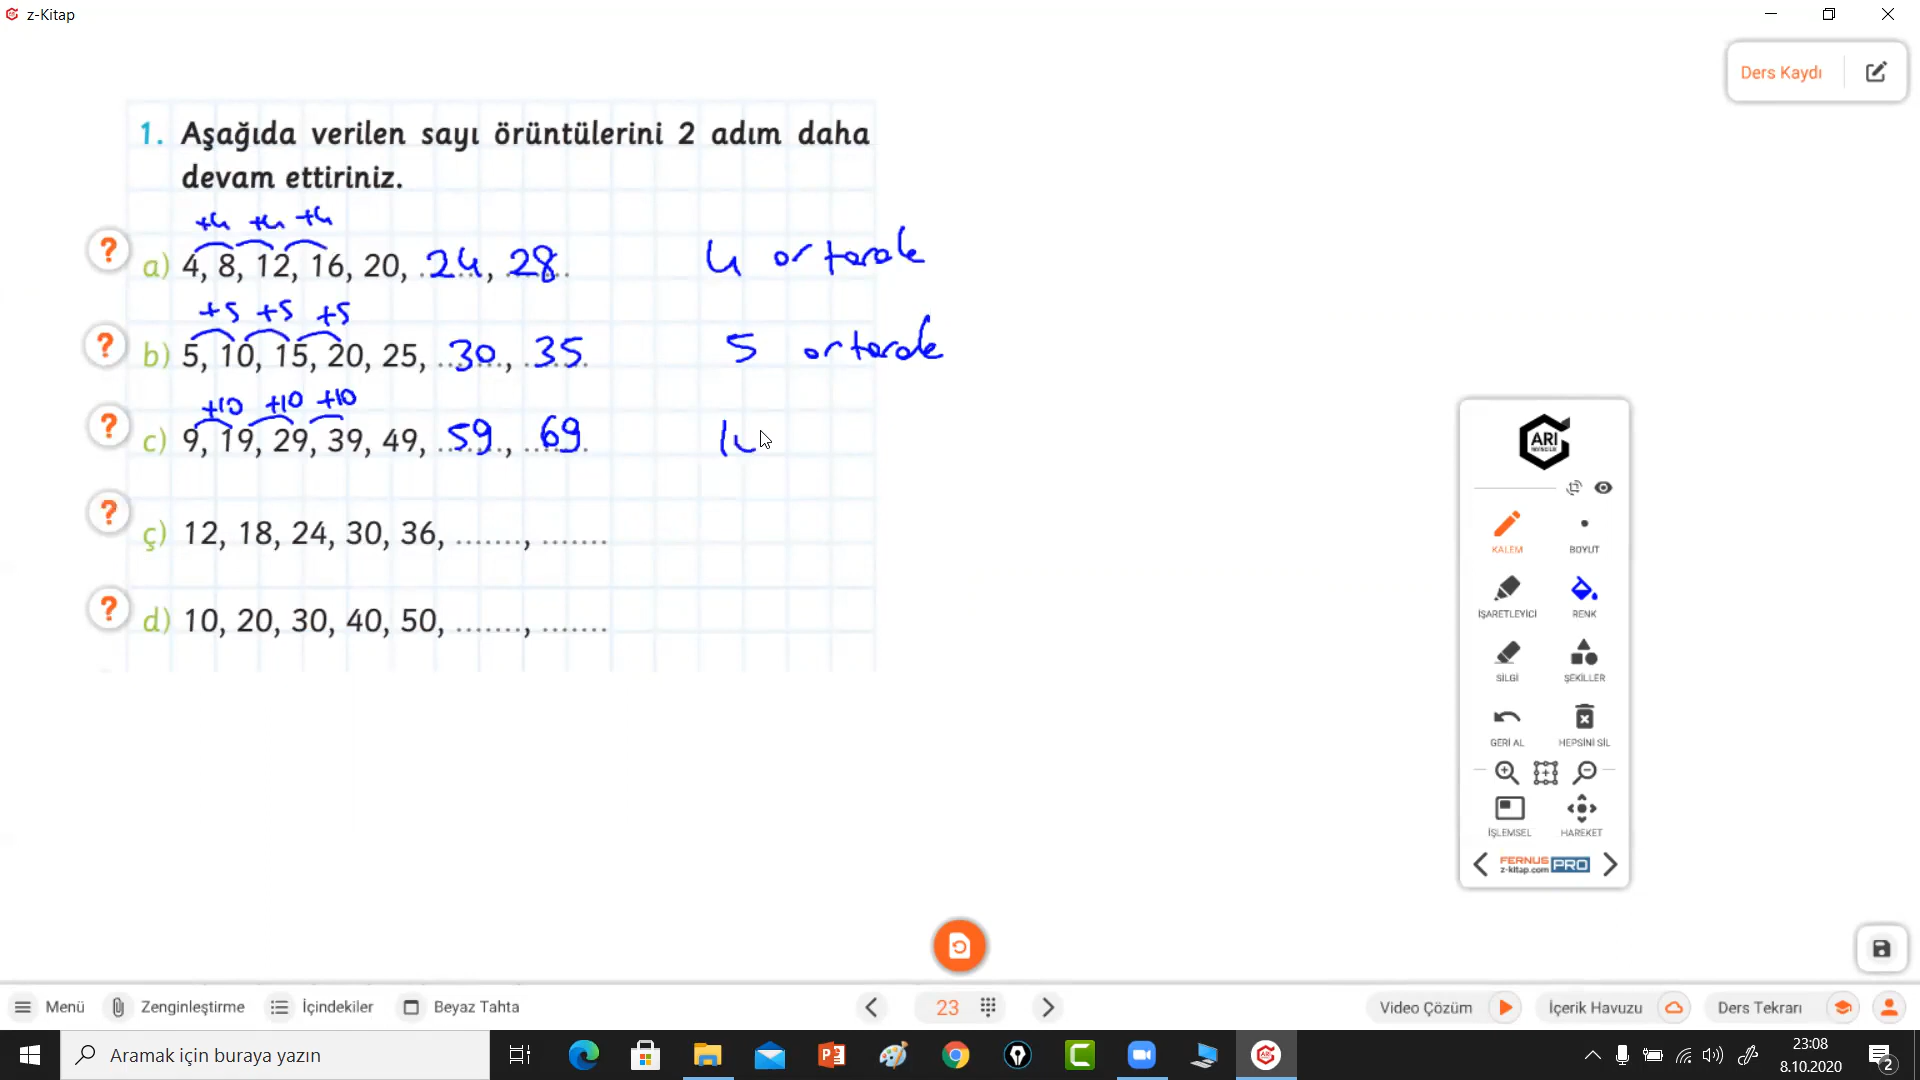 z-Kitap
Ders Kaydı
1. Aşağıda verilen sayı örüntülerini 2 adım daha
devam ettiriniz.
+4 +4 +4
? a) 4, 8, 12, 16, 20, 24, 28 4 artarak
+5 +5 +5
? b) 5, 10, 15, 20, 25, 30, 35 5 artarak
+10 +10 +10
? c) 9, 19, 29, 39, 49, 59, 69
? ç) 12, 18, 24, 30, 36, ......., .......
? d) 10, 20, 30, 40, 50, ......., .......
ARI
KALEM BOYUT
İŞARETLEYİCİ RENK
SİLGİ ŞEKİLLER
GERİ AL HEPSİNİ SİL
İŞLEMSEL HAREKET
FERNUS PRO
z-kitap.com
Menü Zenginleştirme İçindekiler Beyaz Tahta 23 Video Çözüm İçerik Havuzu Ders Tekrarı
Aramak için buraya yazın
23:08
8.10.2020
2